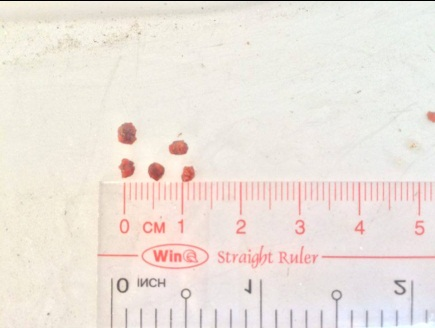 0 CM 1 2 3 4 5
Win Straight Ruler
0 INCH 1 2